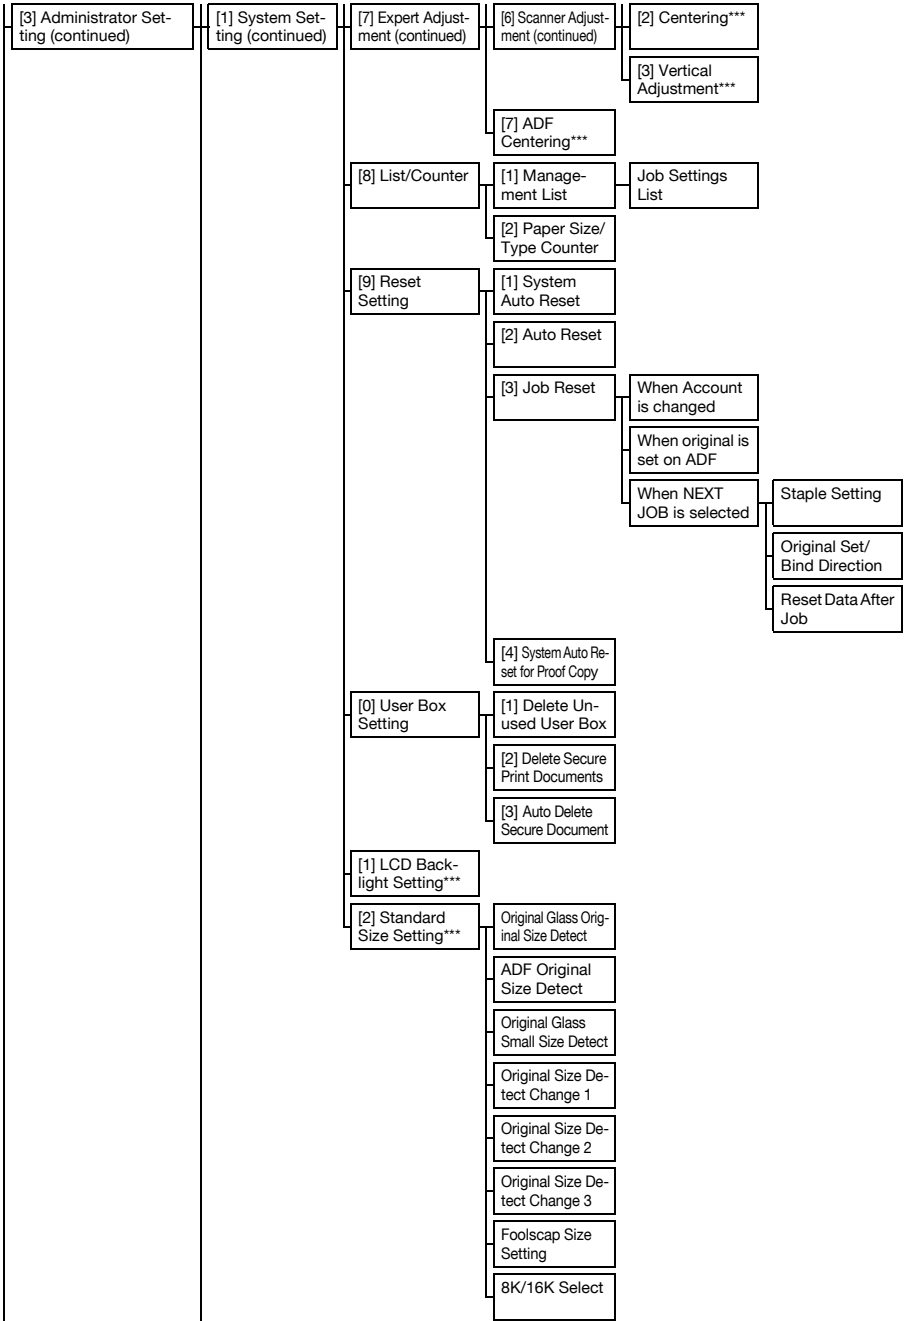 [3] Administrator Set-
ting (continued)
[1] System Set-
ting (continued)
[7] Expert Adjust-
ment (continued)
[6] Scanner Adjust-
ment (continued)
[2] Centering***
[3] Vertical
Adjustment***
[7] ADF
Centering***
[8] List/Counter
[1] Manage-
ment List
Job Settings
List
[2] Paper Size/
Type Counter
[9] Reset
Setting
[1] System
Auto Reset
[2] Auto Reset
[3] Job Reset
When Account
is changed
When original is
set on ADF
When NEXT
JOB is selected
Staple Setting
Original Set/
Bind Direction
Reset Data After
Job
[4] System Auto Re-
set for Proof Copy
[0] User Box
Setting
[1] Delete Un-
used User Box
[2] Delete Secure
Print Documents
[3] Auto Delete
Secure Document
[1] LCD Back-
light Setting***
[2] Standard
Size Setting***
Original Glass Orig-
inal Size Detect
ADF Original
Size Detect
Original Glass
Small Size Detect
Original Size De-
tect Change 1
Original Size De-
tect Change 2
Original Size De-
tect Change 3
Foolscap Size
Setting
8K/16K Select